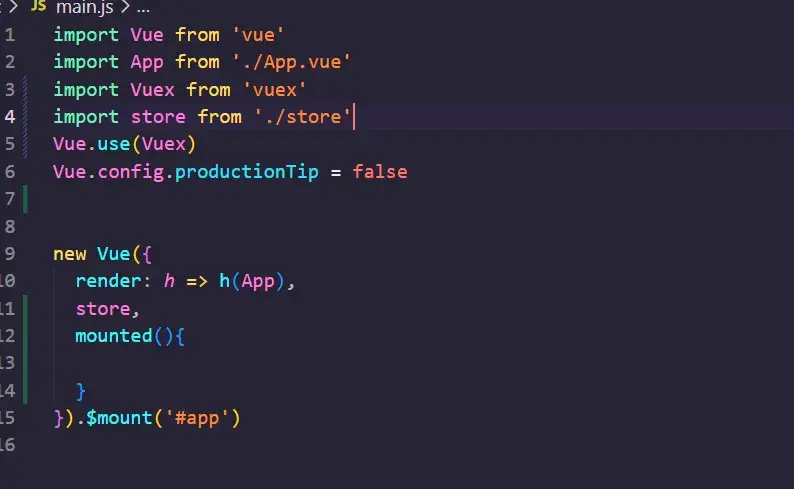 JS main.js > ...
1 import Vue from 'vue'
2 import App from './App.vue'
3 import Vuex from 'vuex'
4 import store from './store'
5 Vue.use(Vuex)
6 Vue.config.productionTip = false
7
8
9 new Vue({
10 render: h => h(App),
11 store,
12 mounted(){
13
14 }
15 }).$mount('#app')
16